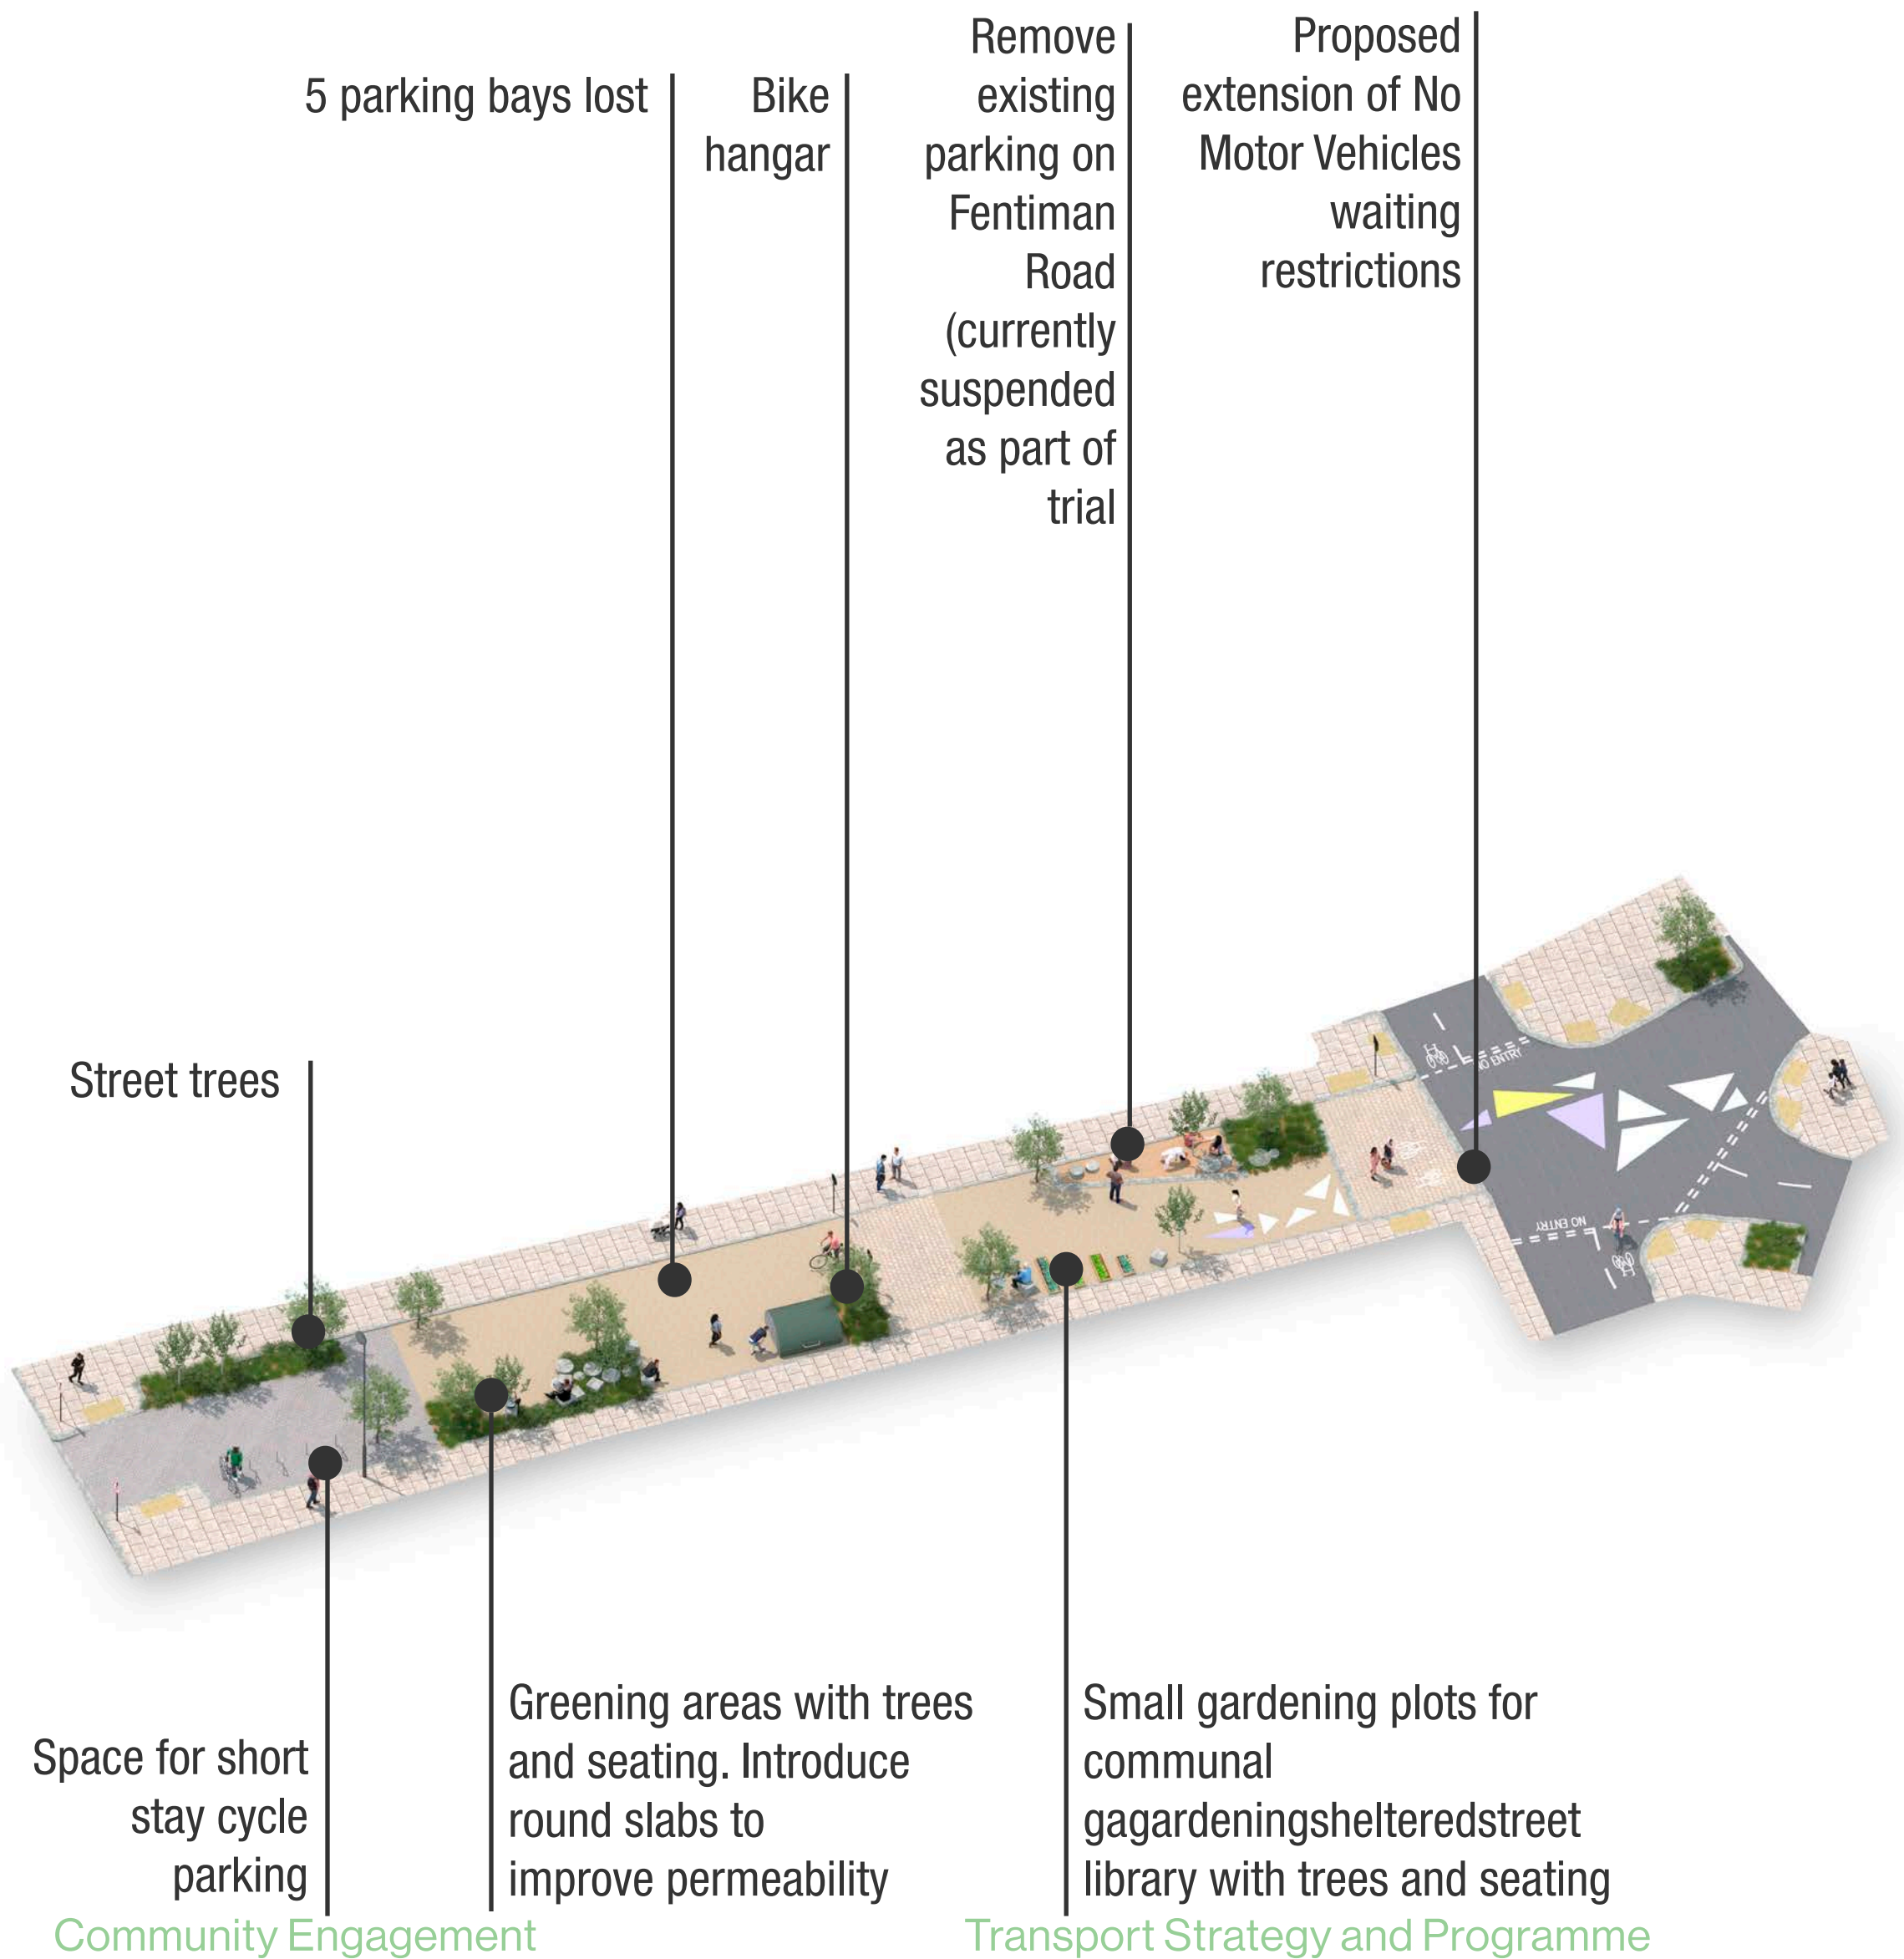 5 parking bays lost
Bike
hangar
Remove
existing
parking on
Fentiman
Road
(currently
suspended
as part of
trial
Proposed
extension of No
Motor Vehicles
waiting
restrictions
Street trees
NO ENTRY
NO ENTRY
Space for short
stay cycle
parking
Greening areas with trees
and seating. Introduce
round slabs to
improve permeability
Small gardening plots for
communal
gagardeningshelteredstreet
library with trees and seating
Community Engagement
Transport Strategy and Programme